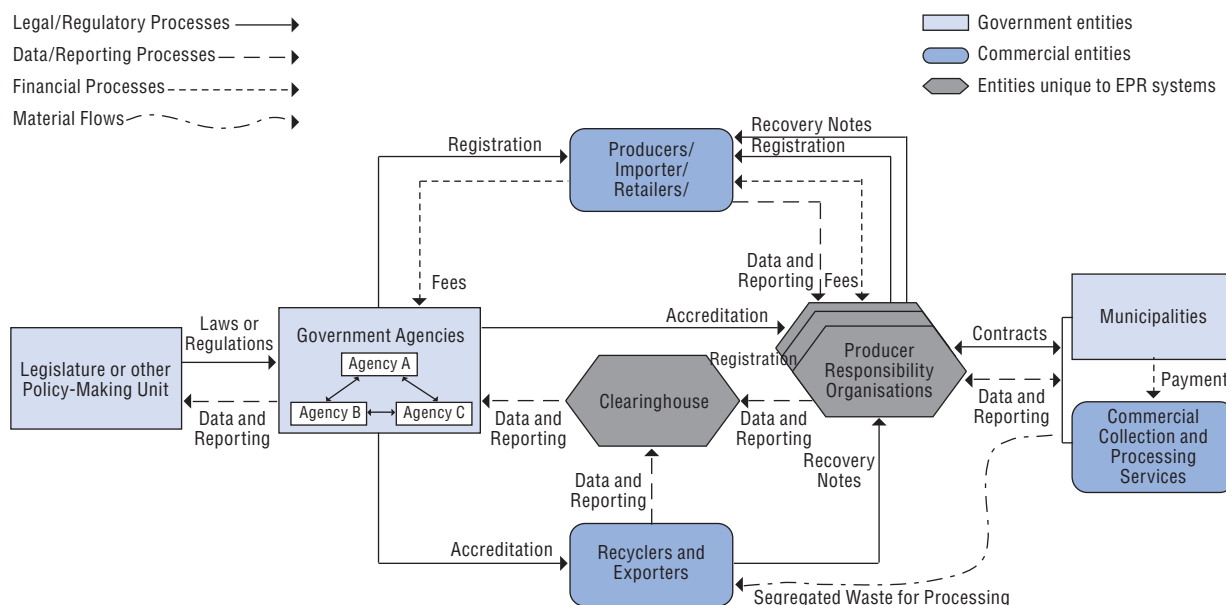 Legal/Regulatory Processes
Data/Reporting Processes
Financial Processes
Material Flows
Government entities
Commercial entities
Entities unique to EPR systems
Registration
Producers/
Importer/
Retailers/
Recovery Notes
Registration
Fees
Data and
Reporting
Fees
Legislature or other
Policy-Making Unit
Laws or
Regulations
Data and
Reporting
Government Agencies
Agency A
Agency B
Agency C
Accreditation
Registration
Data and
Reporting
Clearinghouse
Data and
Reporting
Producer
Responsibility
Organisations
Contracts
Data and
Reporting
Municipalities
Payment
Commercial
Collection and
Processing
Services
Data and
Reporting
Recovery
Notes
Accreditation
Recyclers and
Exporters
Segregated Waste for Processing